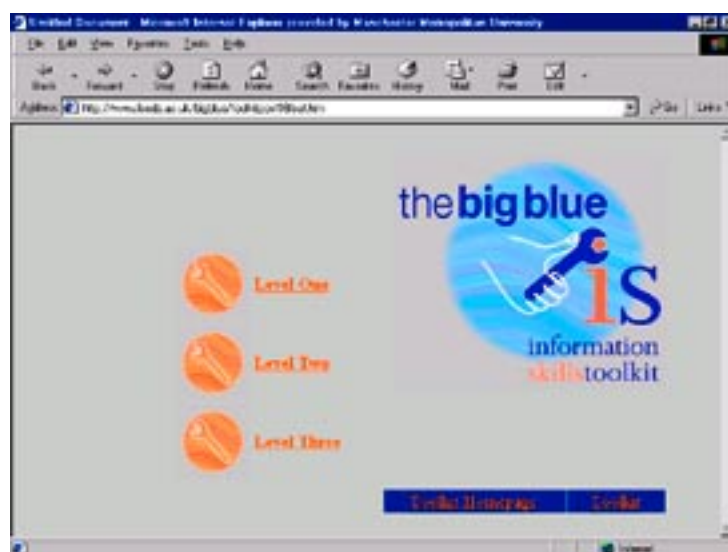 Untitled Document - Microsoft Internet Explorer provided by Manchester Metropolitan University
File Edit View Favorites Tools Help
Back Forward Stop Refresh Home Search Favorites History Mail Print Edit
Address Go Links
the big blue
iS
information
skills toolkit
Level One
Level Two
Level Three
Toolkit Homepage Toolkit
Internet